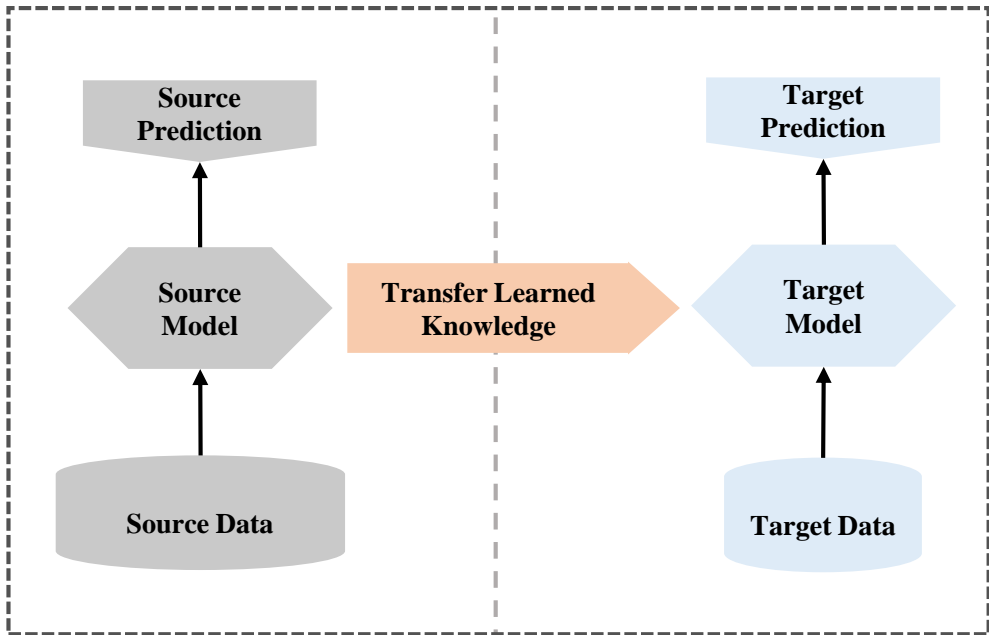 Source
Prediction
Target
Prediction
Source
Model
Transfer Learned
Knowledge
Target
Model
Source Data
Target Data